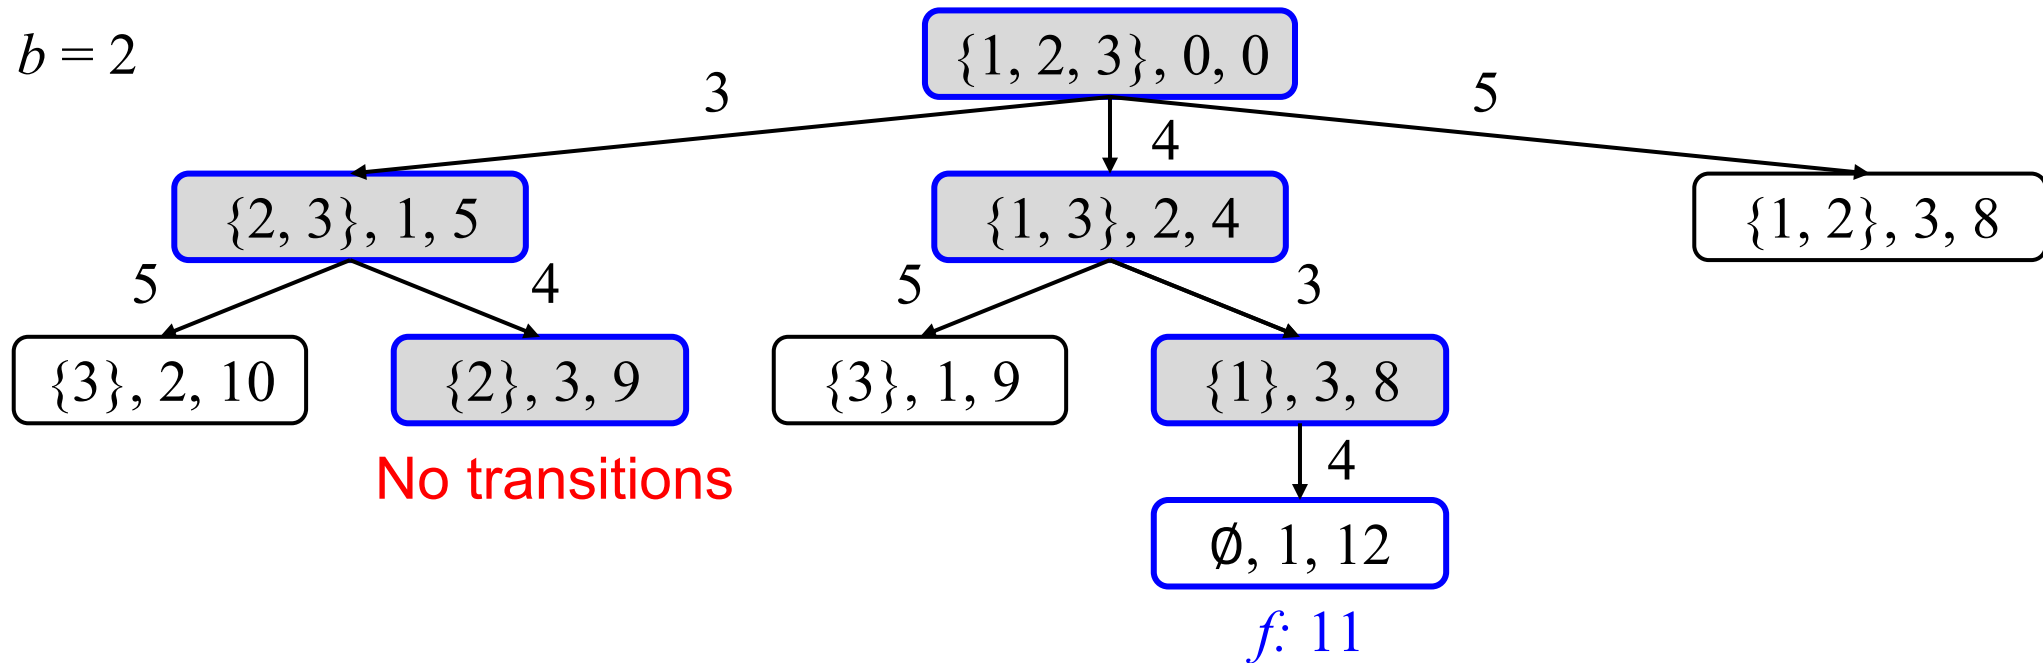 b = 2
{1, 2, 3}, 0, 0
3
4
5
{2, 3}, 1, 5
{1, 3}, 2, 4
{1, 2}, 3, 8
5
4
5
3
{3}, 2, 10
{2}, 3, 9
{3}, 1, 9
{1}, 3, 8
No transitions
4
∅, 1, 12
f: 11